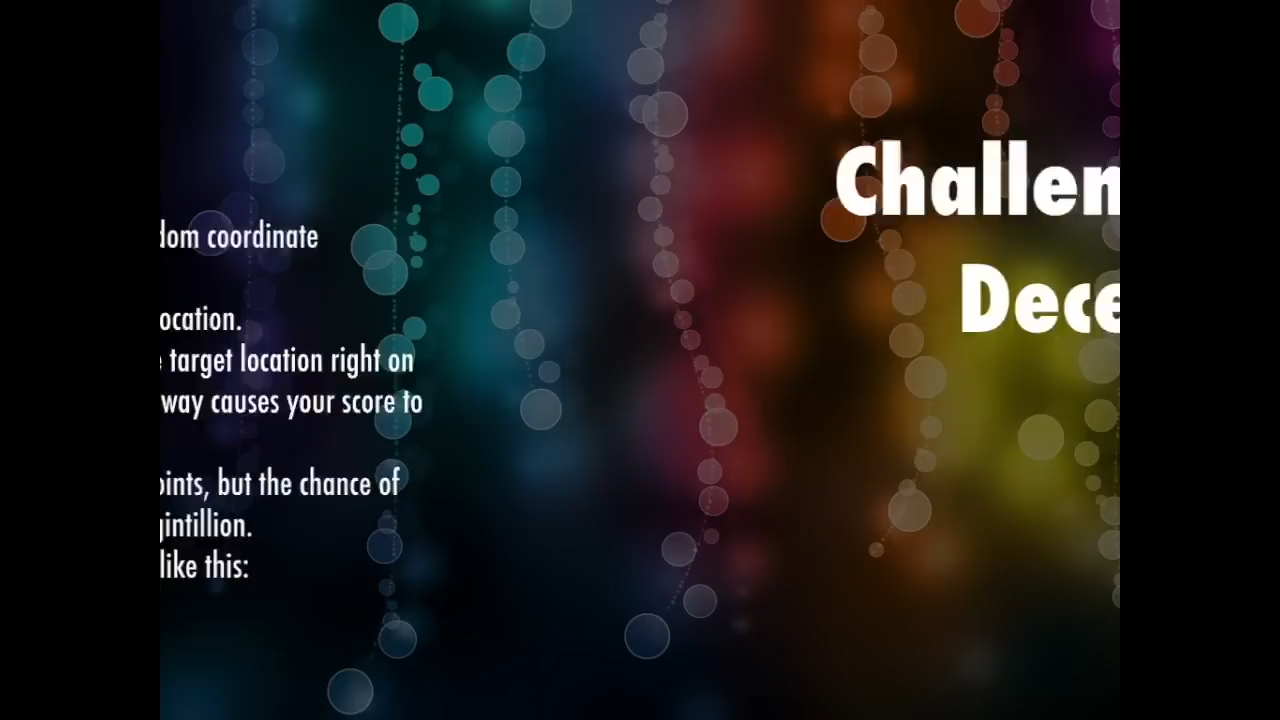 dom coordinate
ocation.
target location right on
way causes your score to
oints, but the chance of
gintillion.
like this:
Challen
Dece